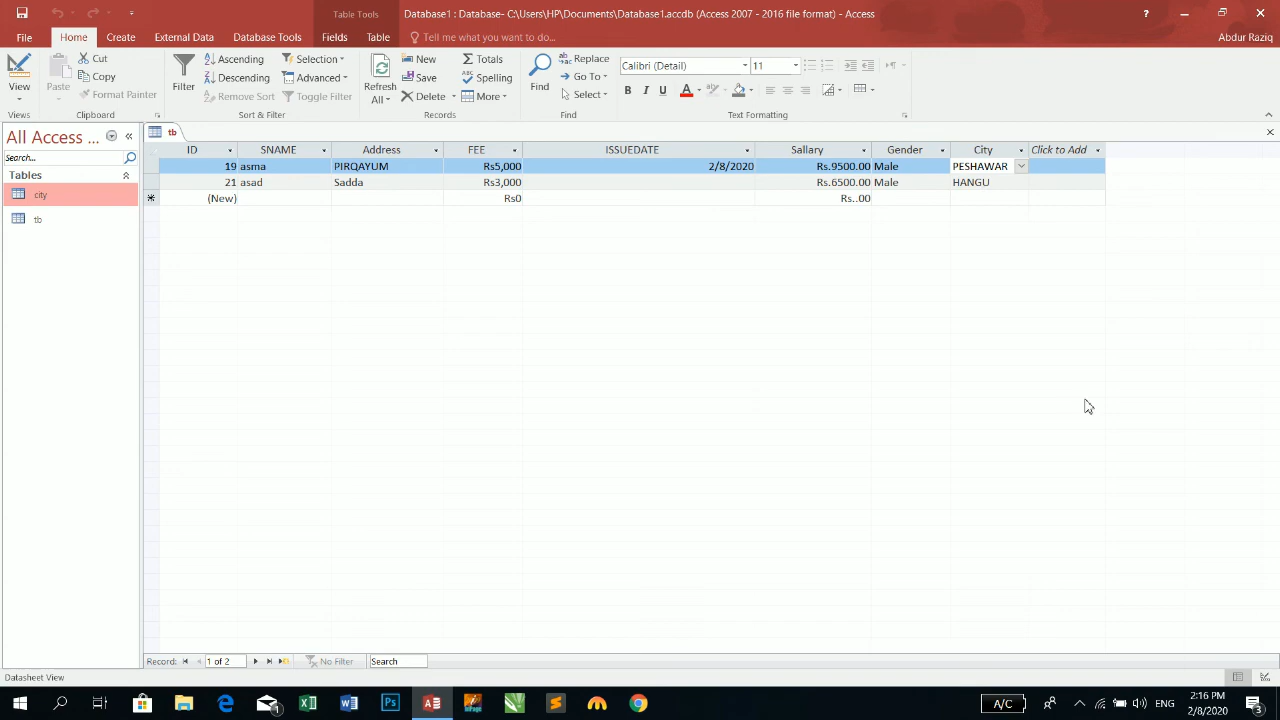 Table Tools
Database1 : Database- C:\Users\HP\Documents\Database1.accdb (Access 2007 - 2016 file format) - Access
?
File Home Create External Data Database Tools Fields Table Tell me what you want to do... Abdur Raziq
View
Views
Paste
Cut
Copy
Format Painter
Clipboard
Filter
Ascending
Descending
Remove Sort
Selection
Advanced
Toggle Filter
Sort & Filter
Refresh
All
New
Save
Delete
Totals
Spelling
More
Records
Find
Replace
Go To
Select
Find
Calibri (Detail) 11
B I U A
Text Formatting
All Access ...
Search...
Tables
city
tb
tb
ID SNAME Address FEE ISSUEDATE Sallary Gender City Click to Add
19 asma PIRQAYUM Rs5,000 2/8/2020 Rs.9500.00 Male PESHAWAR
21 asad Sadda Rs3,000 Rs.6500.00 Male HANGU
(New) Rs0 Rs..00
Record: 1 of 2 No Filter Search
Datasheet View
A/C ENG 2:16 PM
2/8/2020